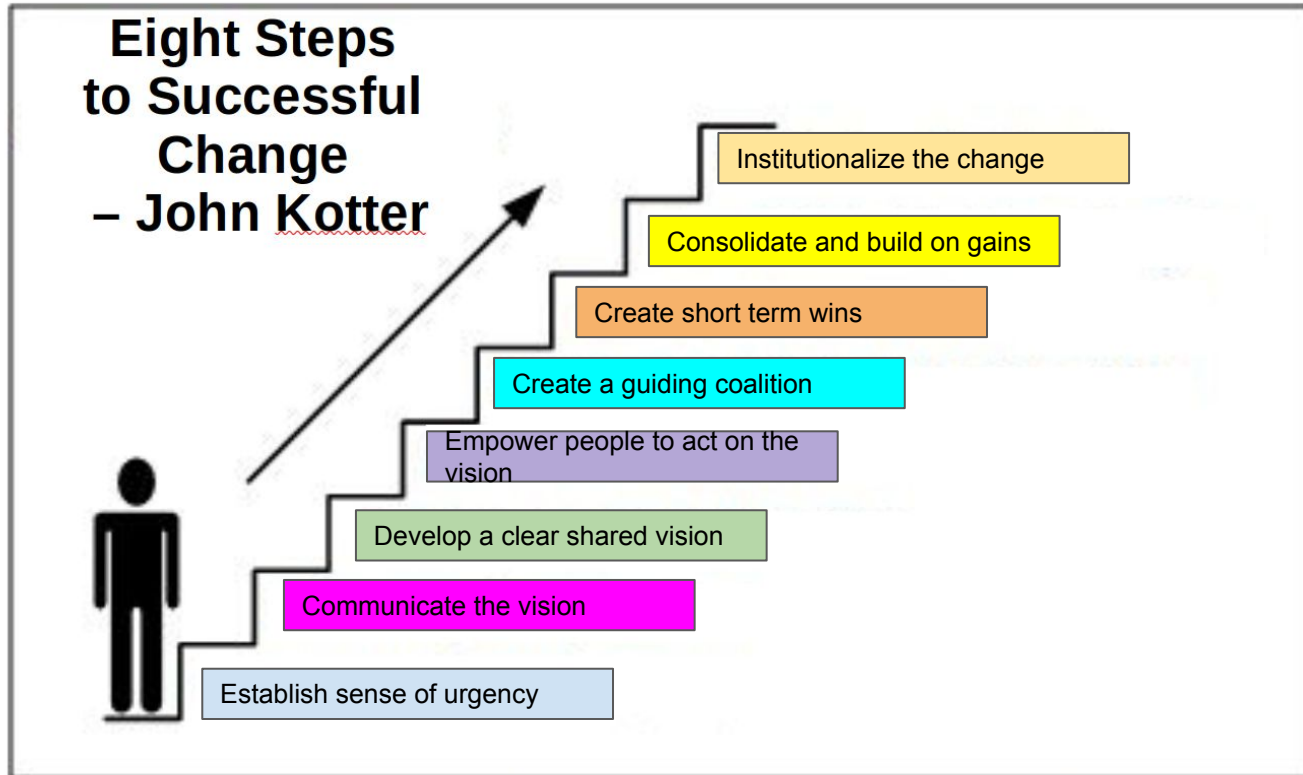 Eight Steps
to Successful
Change
– John Kotter
Institutionalize the change
Consolidate and build on gains
Create short term wins
Create a guiding coalition
Empower people to act on the
vision
Develop a clear shared vision
Communicate the vision
Establish sense of urgency